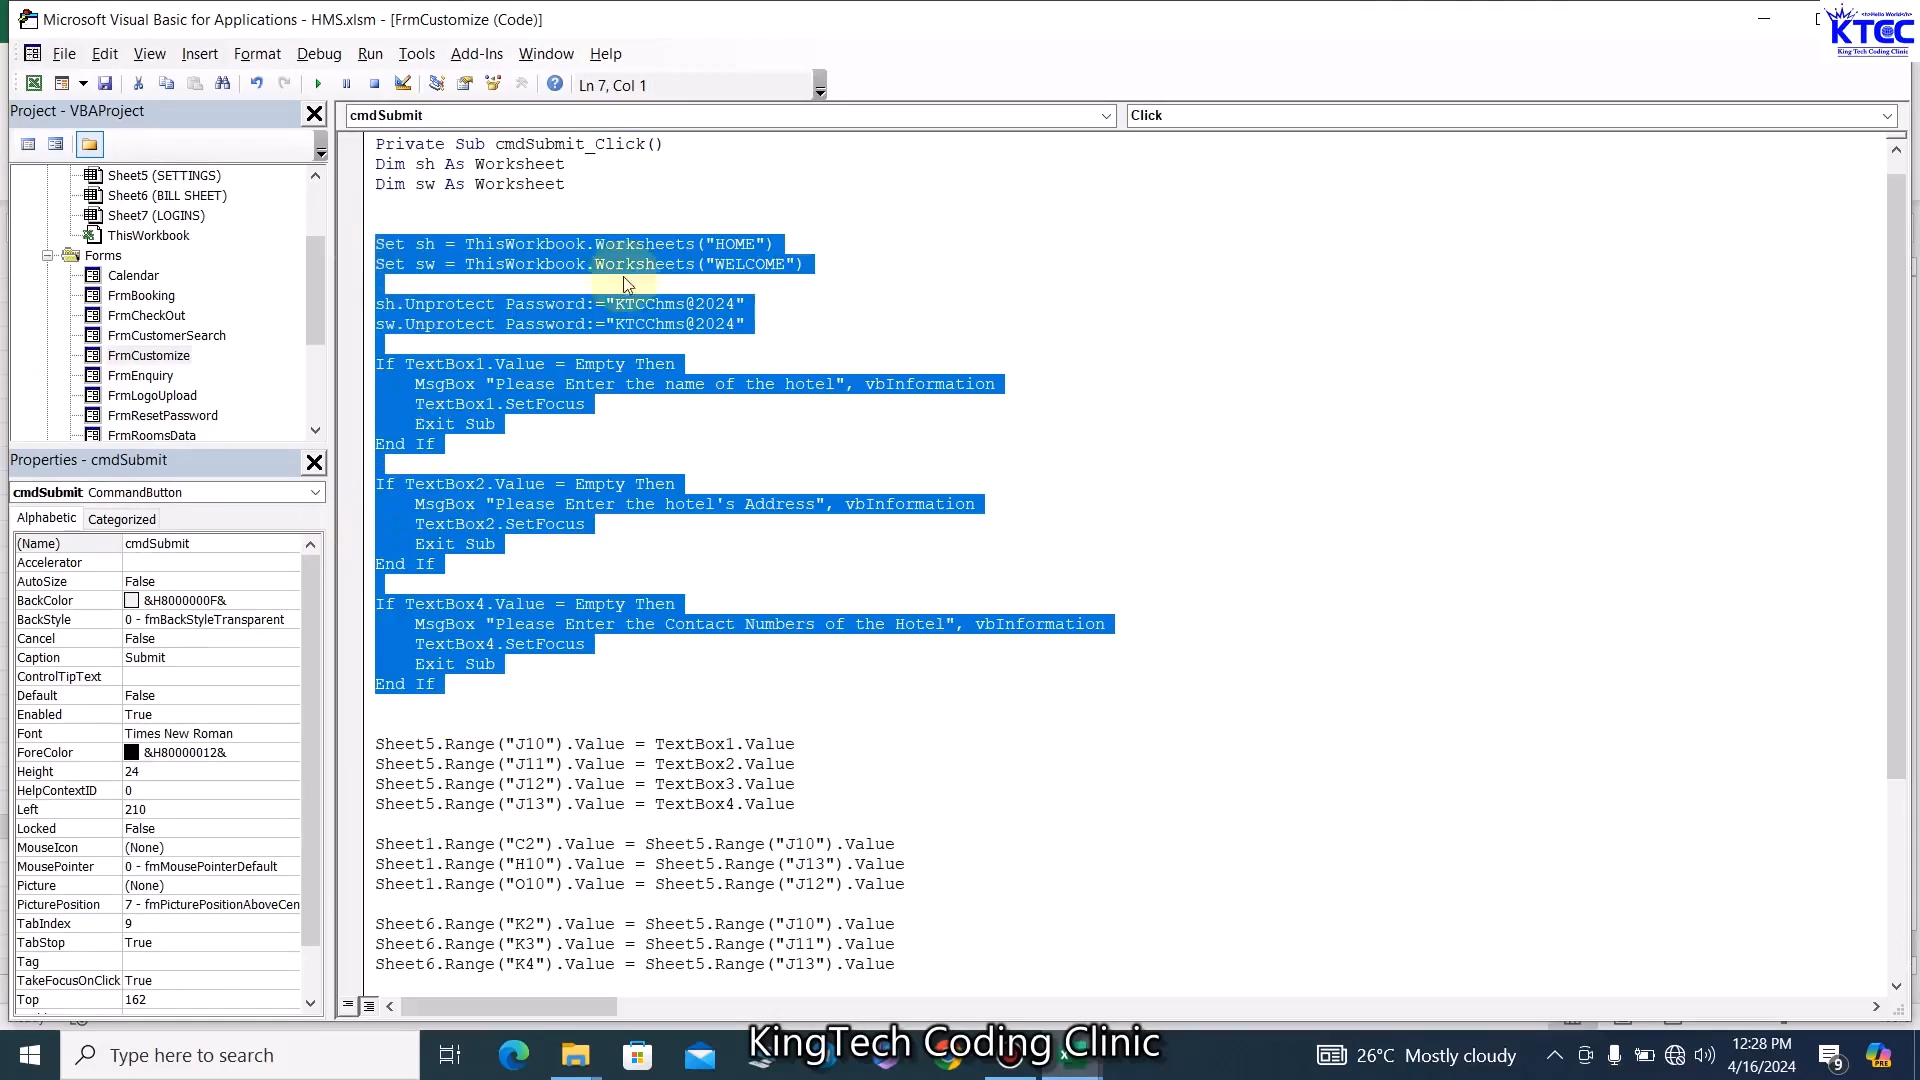 Microsoft Visual Basic for Applications - HMS.xlsm - [FrmCustomize (Code)]
<Hello World/>
KTCC
King Tech Coding Clinic
File Edit View Insert Format Debug Run Tools Add-Ins Window Help
Ln 7, Col 1
Project - VBAProject
Sheet5 (SETTINGS)
Sheet6 (BILL SHEET)
Sheet7 (LOGINS)
ThisWorkbook
Forms
Calendar
FrmBooking
FrmCheckOut
FrmCustomerSearch
FrmCustomize
FrmEnquiry
FrmLogoUpload
FrmResetPassword
FrmRoomsData
Properties - cmdSubmit
cmdSubmit CommandButton
Alphabetic Categorized
(Name) cmdSubmit
Accelerator
AutoSize False
BackColor &H8000000F&
BackStyle 0 - fmBackStyleTransparent
Cancel False
Caption Submit
ControlTipText
Default False
Enabled True
Font Times New Roman
ForeColor &H80000012&
Height 24
HelpContextID 0
Left 210
Locked False
MouseIcon (None)
MousePointer 0 - fmMousePointerDefault
Picture (None)
PicturePosition 7 - fmPicturePositionAboveCen
TabIndex 9
TabStop True
Tag
TakeFocusOnClick True
Top 162
cmdSubmit Click
Private Sub cmdSubmit_Click()
Dim sh As Worksheet
Dim sw As Worksheet
Set sh = ThisWorkbook.Worksheets("HOME")
Set sw = ThisWorkbook.Worksheets("WELCOME")
sh.Unprotect Password:="KTCChms@2024"
sw.Unprotect Password:="KTCChms@2024"
If TextBox1.Value = Empty Then
MsgBox "Please Enter the name of the hotel", vbInformation
TextBox1.SetFocus
Exit Sub
End If
If TextBox2.Value = Empty Then
MsgBox "Please Enter the hotel's Address", vbInformation
TextBox2.SetFocus
Exit Sub
End If
If TextBox4.Value = Empty Then
MsgBox "Please Enter the Contact Numbers of the Hotel", vbInformation
TextBox4.SetFocus
Exit Sub
End If
Sheet5.Range("J10").Value = TextBox1.Value
Sheet5.Range("J11").Value = TextBox2.Value
Sheet5.Range("J12").Value = TextBox3.Value
Sheet5.Range("J13").Value = TextBox4.Value
Sheet1.Range("C2").Value = Sheet5.Range("J10").Value
Sheet1.Range("H10").Value = Sheet5.Range("J13").Value
Sheet1.Range("O10").Value = Sheet5.Range("J12").Value
Sheet6.Range("K2").Value = Sheet5.Range("J10").Value
Sheet6.Range("K3").Value = Sheet5.Range("J11").Value
Sheet6.Range("K4").Value = Sheet5.Range("J13").Value
Type here to search
KingTech Coding Clinic
26°C Mostly cloudy
12:28 PM
4/16/2024
9
PRE